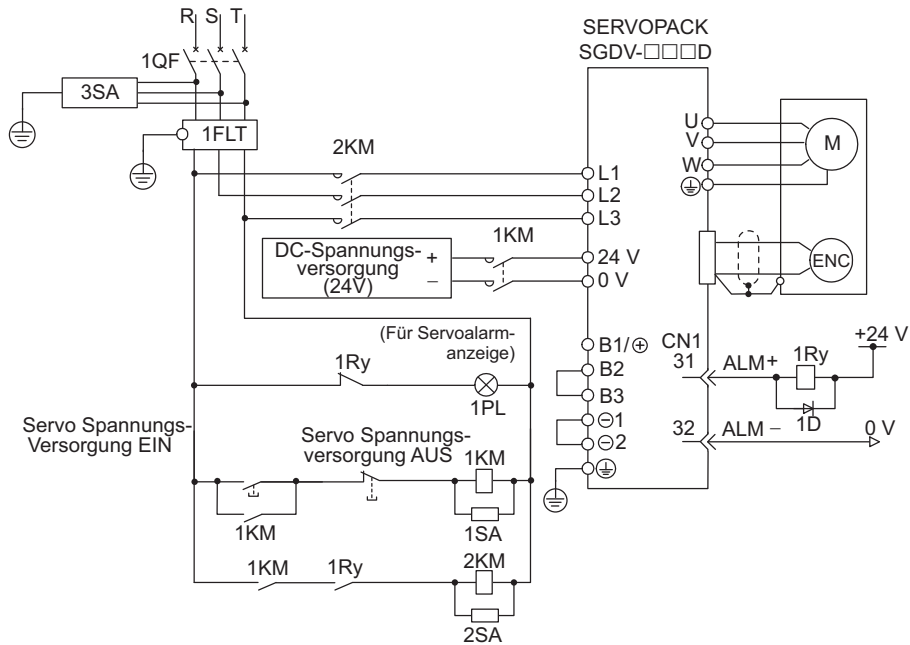 R S T
SERVOPACK
SGDV-□□□D
1QF
3SA
1FLT
2KM
U
V
W
M
L1
L2
L3
1KM
DC-Spannungs-
versorgung
(24V)
+
−
24 V
0 V
ENC
(Für Servoalarm-
anzeige)
B1/⊕
B2
B3
⊖1
⊖2
CN1
31
ALM+
1Ry
+24 V
1D
32
ALM −
0 V
1Ry
1PL
Servo Spannungs-
Versorgung EIN
Servo Spannungs-
versorgung AUS
1KM
1KM
1SA
1KM
1Ry
2KM
2SA